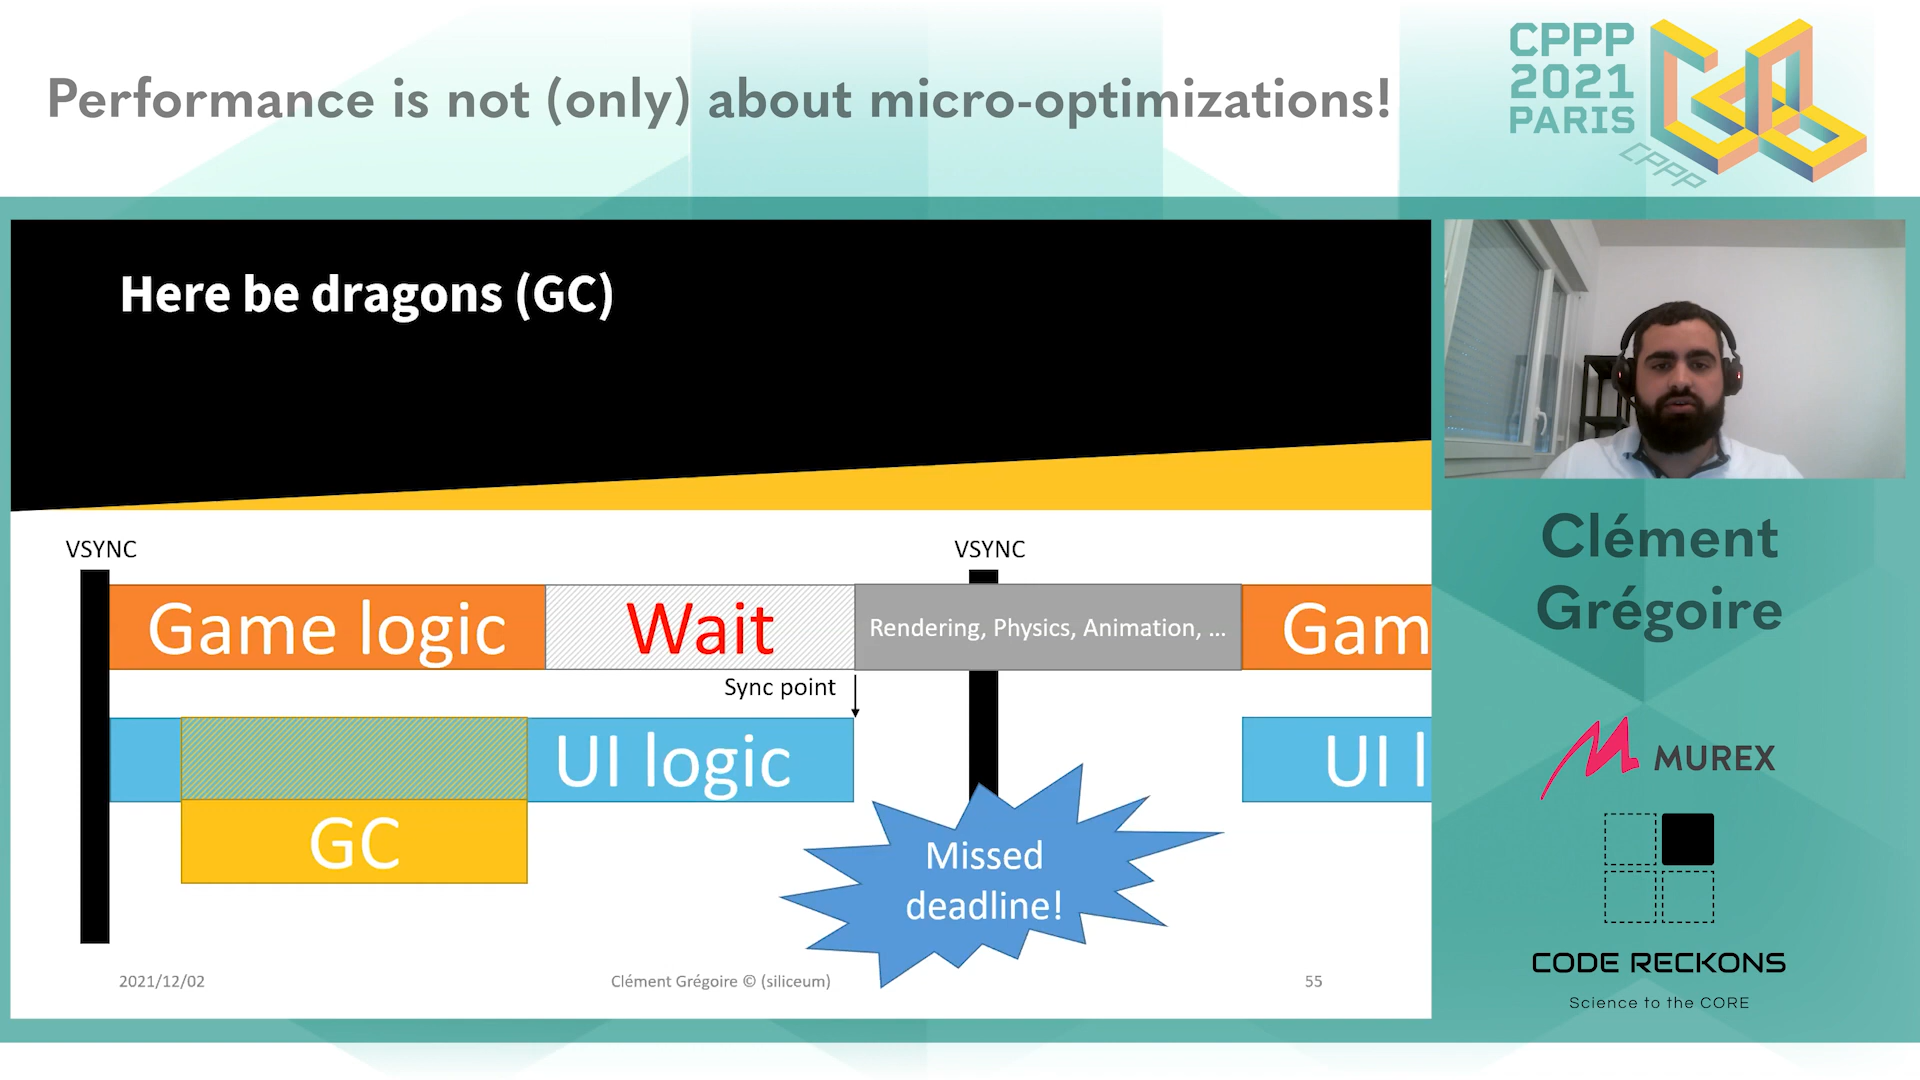 Performance is not (only) about micro-optimizations!
CPPP
2021
PARIS
CPPP
Here be dragons (GC)
VSYNC
VSYNC
Game logic
Wait
Rendering, Physics, Animation, ...
Gam
Sync point
UI logic
UI l
GC
Missed
deadline!
2021/12/02
Clément Grégoire © (siliceum)
55
Clément
Grégoire
MUREX
CODE RECKONS
Science to the CORE